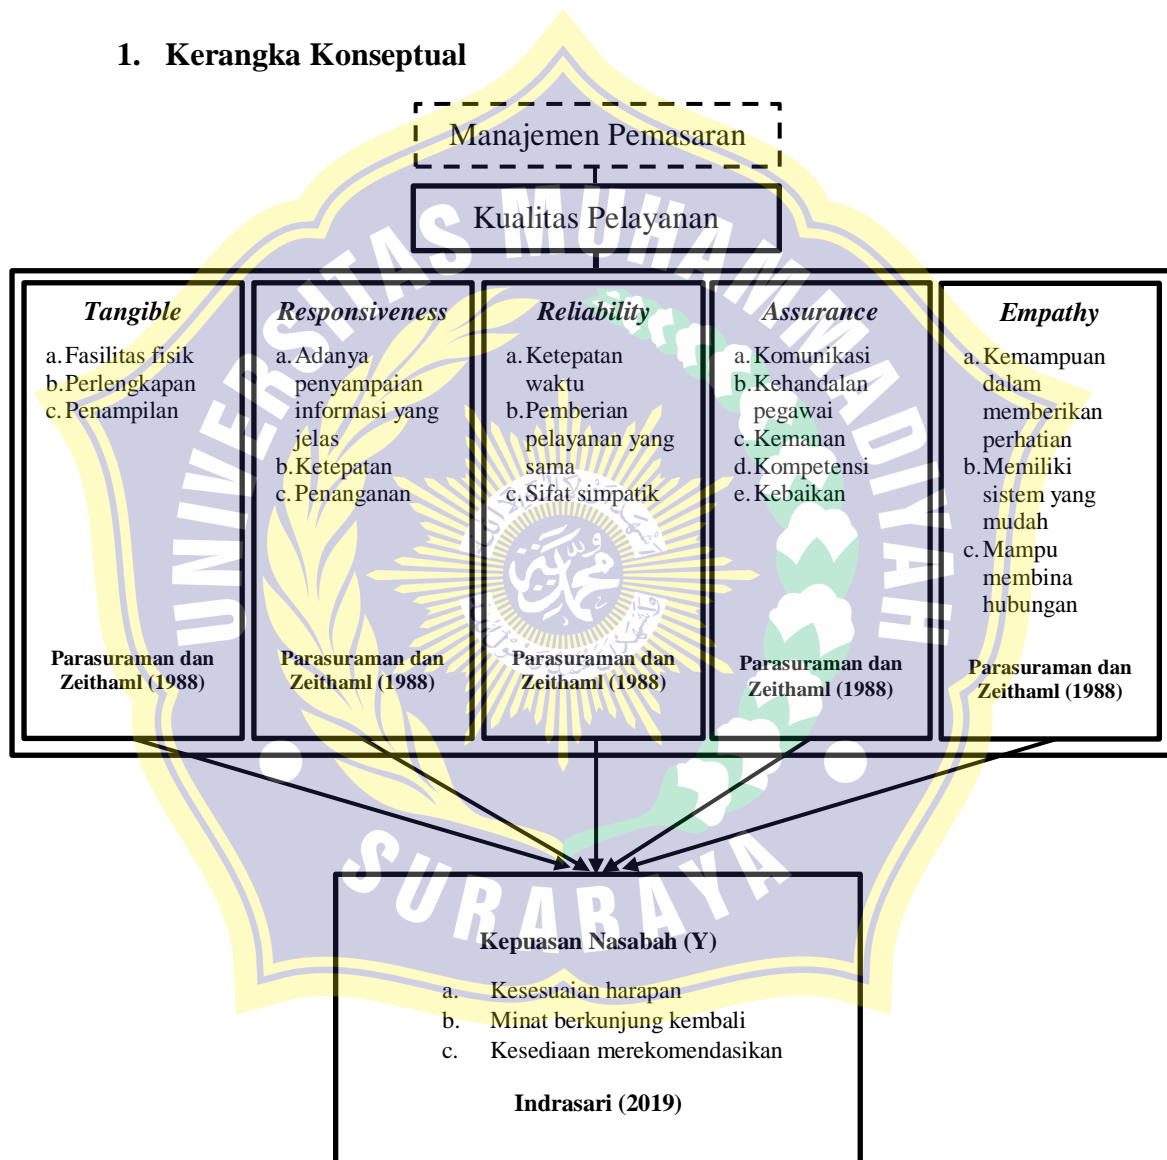 1. Kerangka Konseptual
Manajemen Pemasaran
Kualitas Pelayanan
Tangible
a. Fasilitas fisik
b. Perlengkapan
c. Penampilan
Parasuraman dan
Zeithaml (1988)
Responsiveness
a. Adanya
penyampaian
informasi yang
jelas
b. Ketepatan
c. Penanganan
Parasuraman dan
Zeithaml (1988)
Reliability
a. Ketepatan
waktu
b. Pemberian
pelayanan yang
sama
c. Sifat simpatik
Parasuraman dan
Zeithaml (1988)
Assurance
a. Komunikasi
b. Kehandalan
pegawai
c. Kemanan
d. Kompetensi
e. Kebaikan
Parasuraman dan
Zeithaml (1988)
Empathy
a. Kemampuan
dalam
memberikan
perhatian
b. Memiliki
sistem yang
mudah
c. Mampu
membina
hubungan
Parasuraman dan
Zeithaml (1988)
Kepuasan Nasabah (Y)
a. Kesesuaian harapan
b. Minat berkunjung kembali
c. Kesediaan merekomendasikan
Indrasari (2019)
UNIVERSITAS MUHAMMADIYAH
SURABAYA